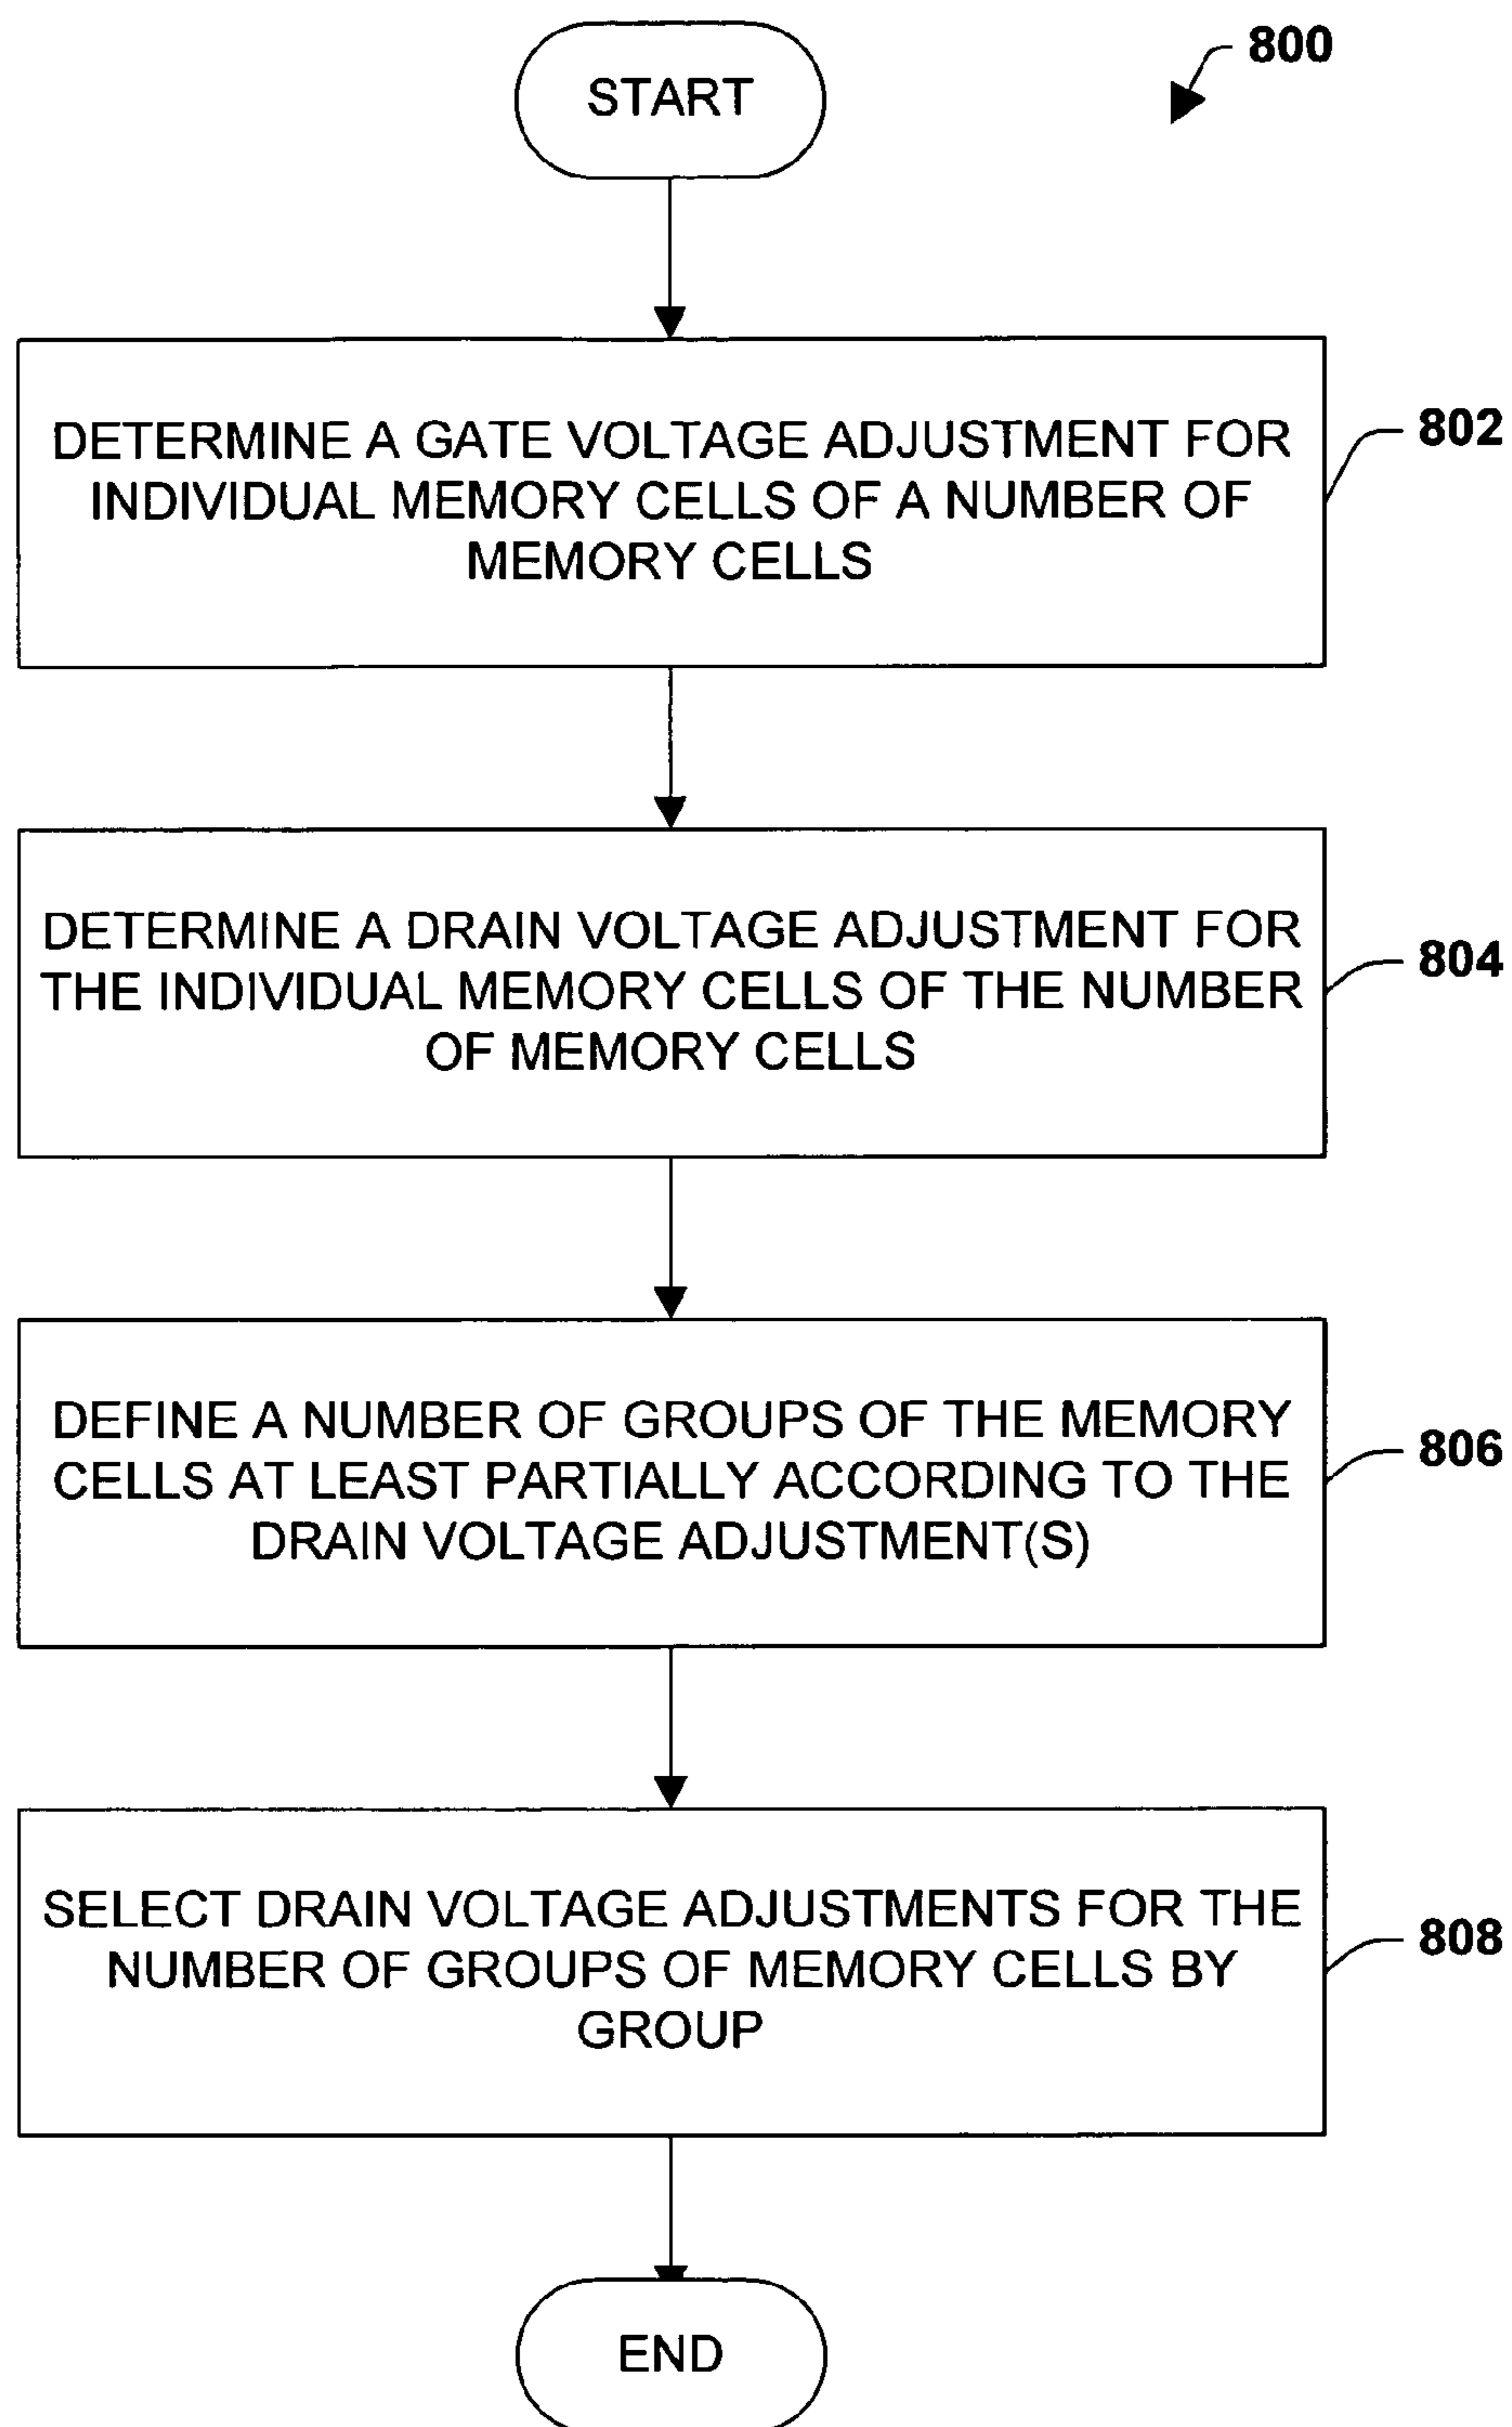 START
800
DETERMINE A GATE VOLTAGE ADJUSTMENT FOR
INDIVIDUAL MEMORY CELLS OF A NUMBER OF
MEMORY CELLS
802
DETERMINE A DRAIN VOLTAGE ADJUSTMENT FOR
THE INDIVIDUAL MEMORY CELLS OF THE NUMBER
OF MEMORY CELLS
804
DEFINE A NUMBER OF GROUPS OF THE MEMORY
CELLS AT LEAST PARTIALLY ACCORDING TO THE
DRAIN VOLTAGE ADJUSTMENT(S)
806
SELECT DRAIN VOLTAGE ADJUSTMENTS FOR THE
NUMBER OF GROUPS OF MEMORY CELLS BY
GROUP
808
END